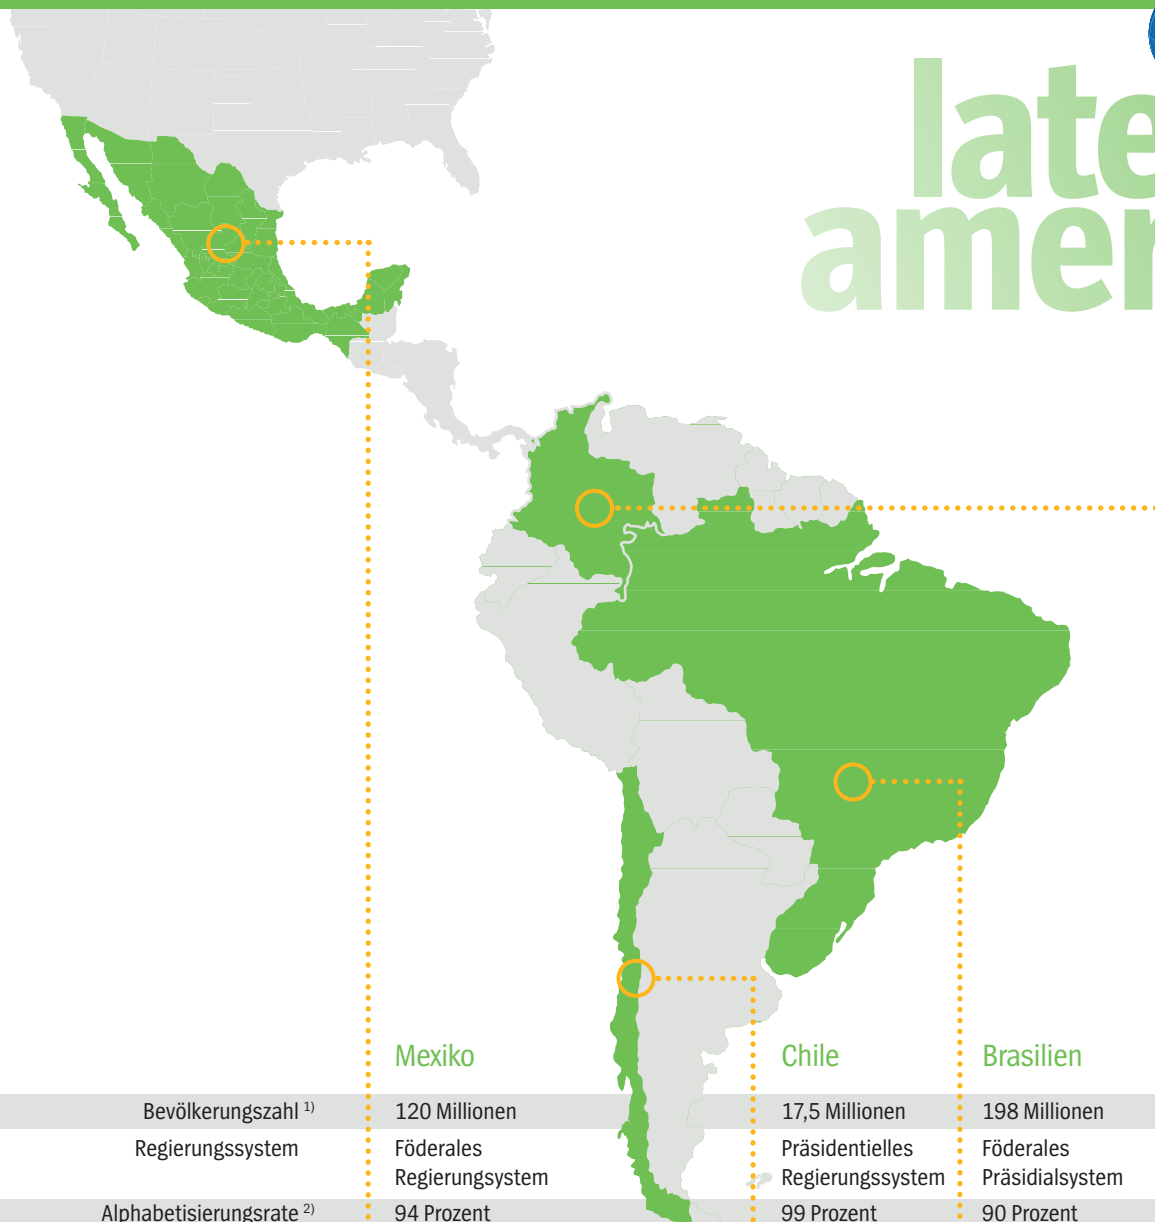 late
amer
Mexiko Chile Brasilien
Bevölkerungszahl 1) 120 Millionen 17,5 Millionen 198 Millionen
Regierungssystem Föderales Präsidentielles Föderales
Regierungsystem Regierungssystem Präsidialsystem
Alphabetisierungsrate 2) 94 Prozent 99 Prozent 90 Prozent